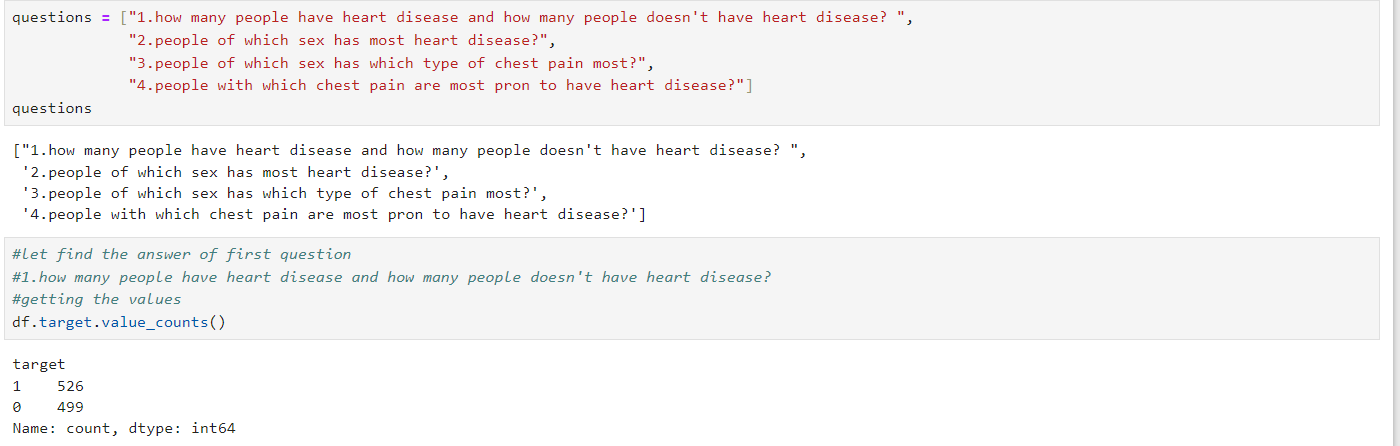 questions = ["1.how many people have heart disease and how many people doesn't have heart disease? ",
"2.people of which sex has most heart disease?",
"3.people of which sex has which type of chest pain most?",
"4.people with which chest pain are most pron to have heart disease?"]
questions
["1.how many people have heart disease and how many people doesn't have heart disease? ",
'2.people of which sex has most heart disease?',
'3.people of which sex has which type of chest pain most?',
'4.people with which chest pain are most pron to have heart disease?']
#let find the answer of first question
#1.how many people have heart disease and how many people doesn't have heart disease?
#getting the values
df.target.value_counts()
target
1    526
0    499
Name: count, dtype: int64